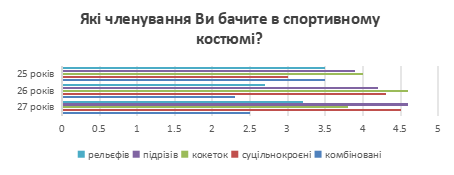 Які членування Ви бачите в спортивному
костюмі?
25 років
26 років
27 років
0 0.5 1 1.5 2 2.5 3 3.5 4 4.5 5
рельєфів підрізів кокеток суцільнокроєні комбіновані